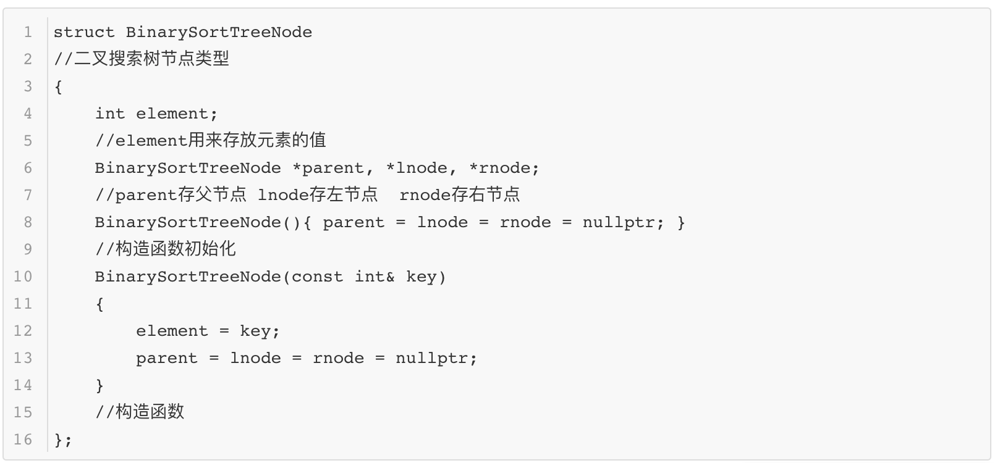 1 struct BinarySortTreeNode
2 //二叉搜索树节点类型
3 {
4     int element;
5     //element用来存放元素的值
6     BinarySortTreeNode *parent, *lnode, *rnode;
7     //parent存父节点 lnode存左节点  rnode存右节点
8     BinarySortTreeNode(){ parent = lnode = rnode = nullptr; }
9     //构造函数初始化
10     BinarySortTreeNode(const int& key)
11     {
12         element = key;
13         parent = lnode = rnode = nullptr;
14     }
15     //构造函数
16 };